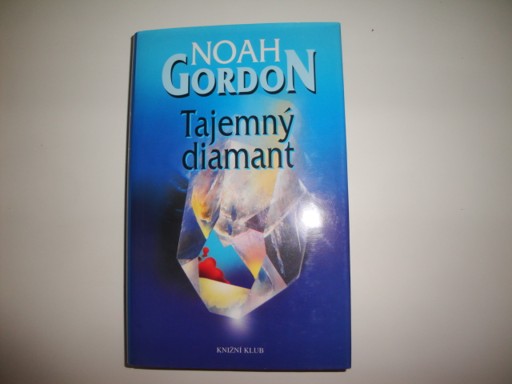 NOAH
GORDON
Tajemný
diamant
KNIŽNÍ KLUB